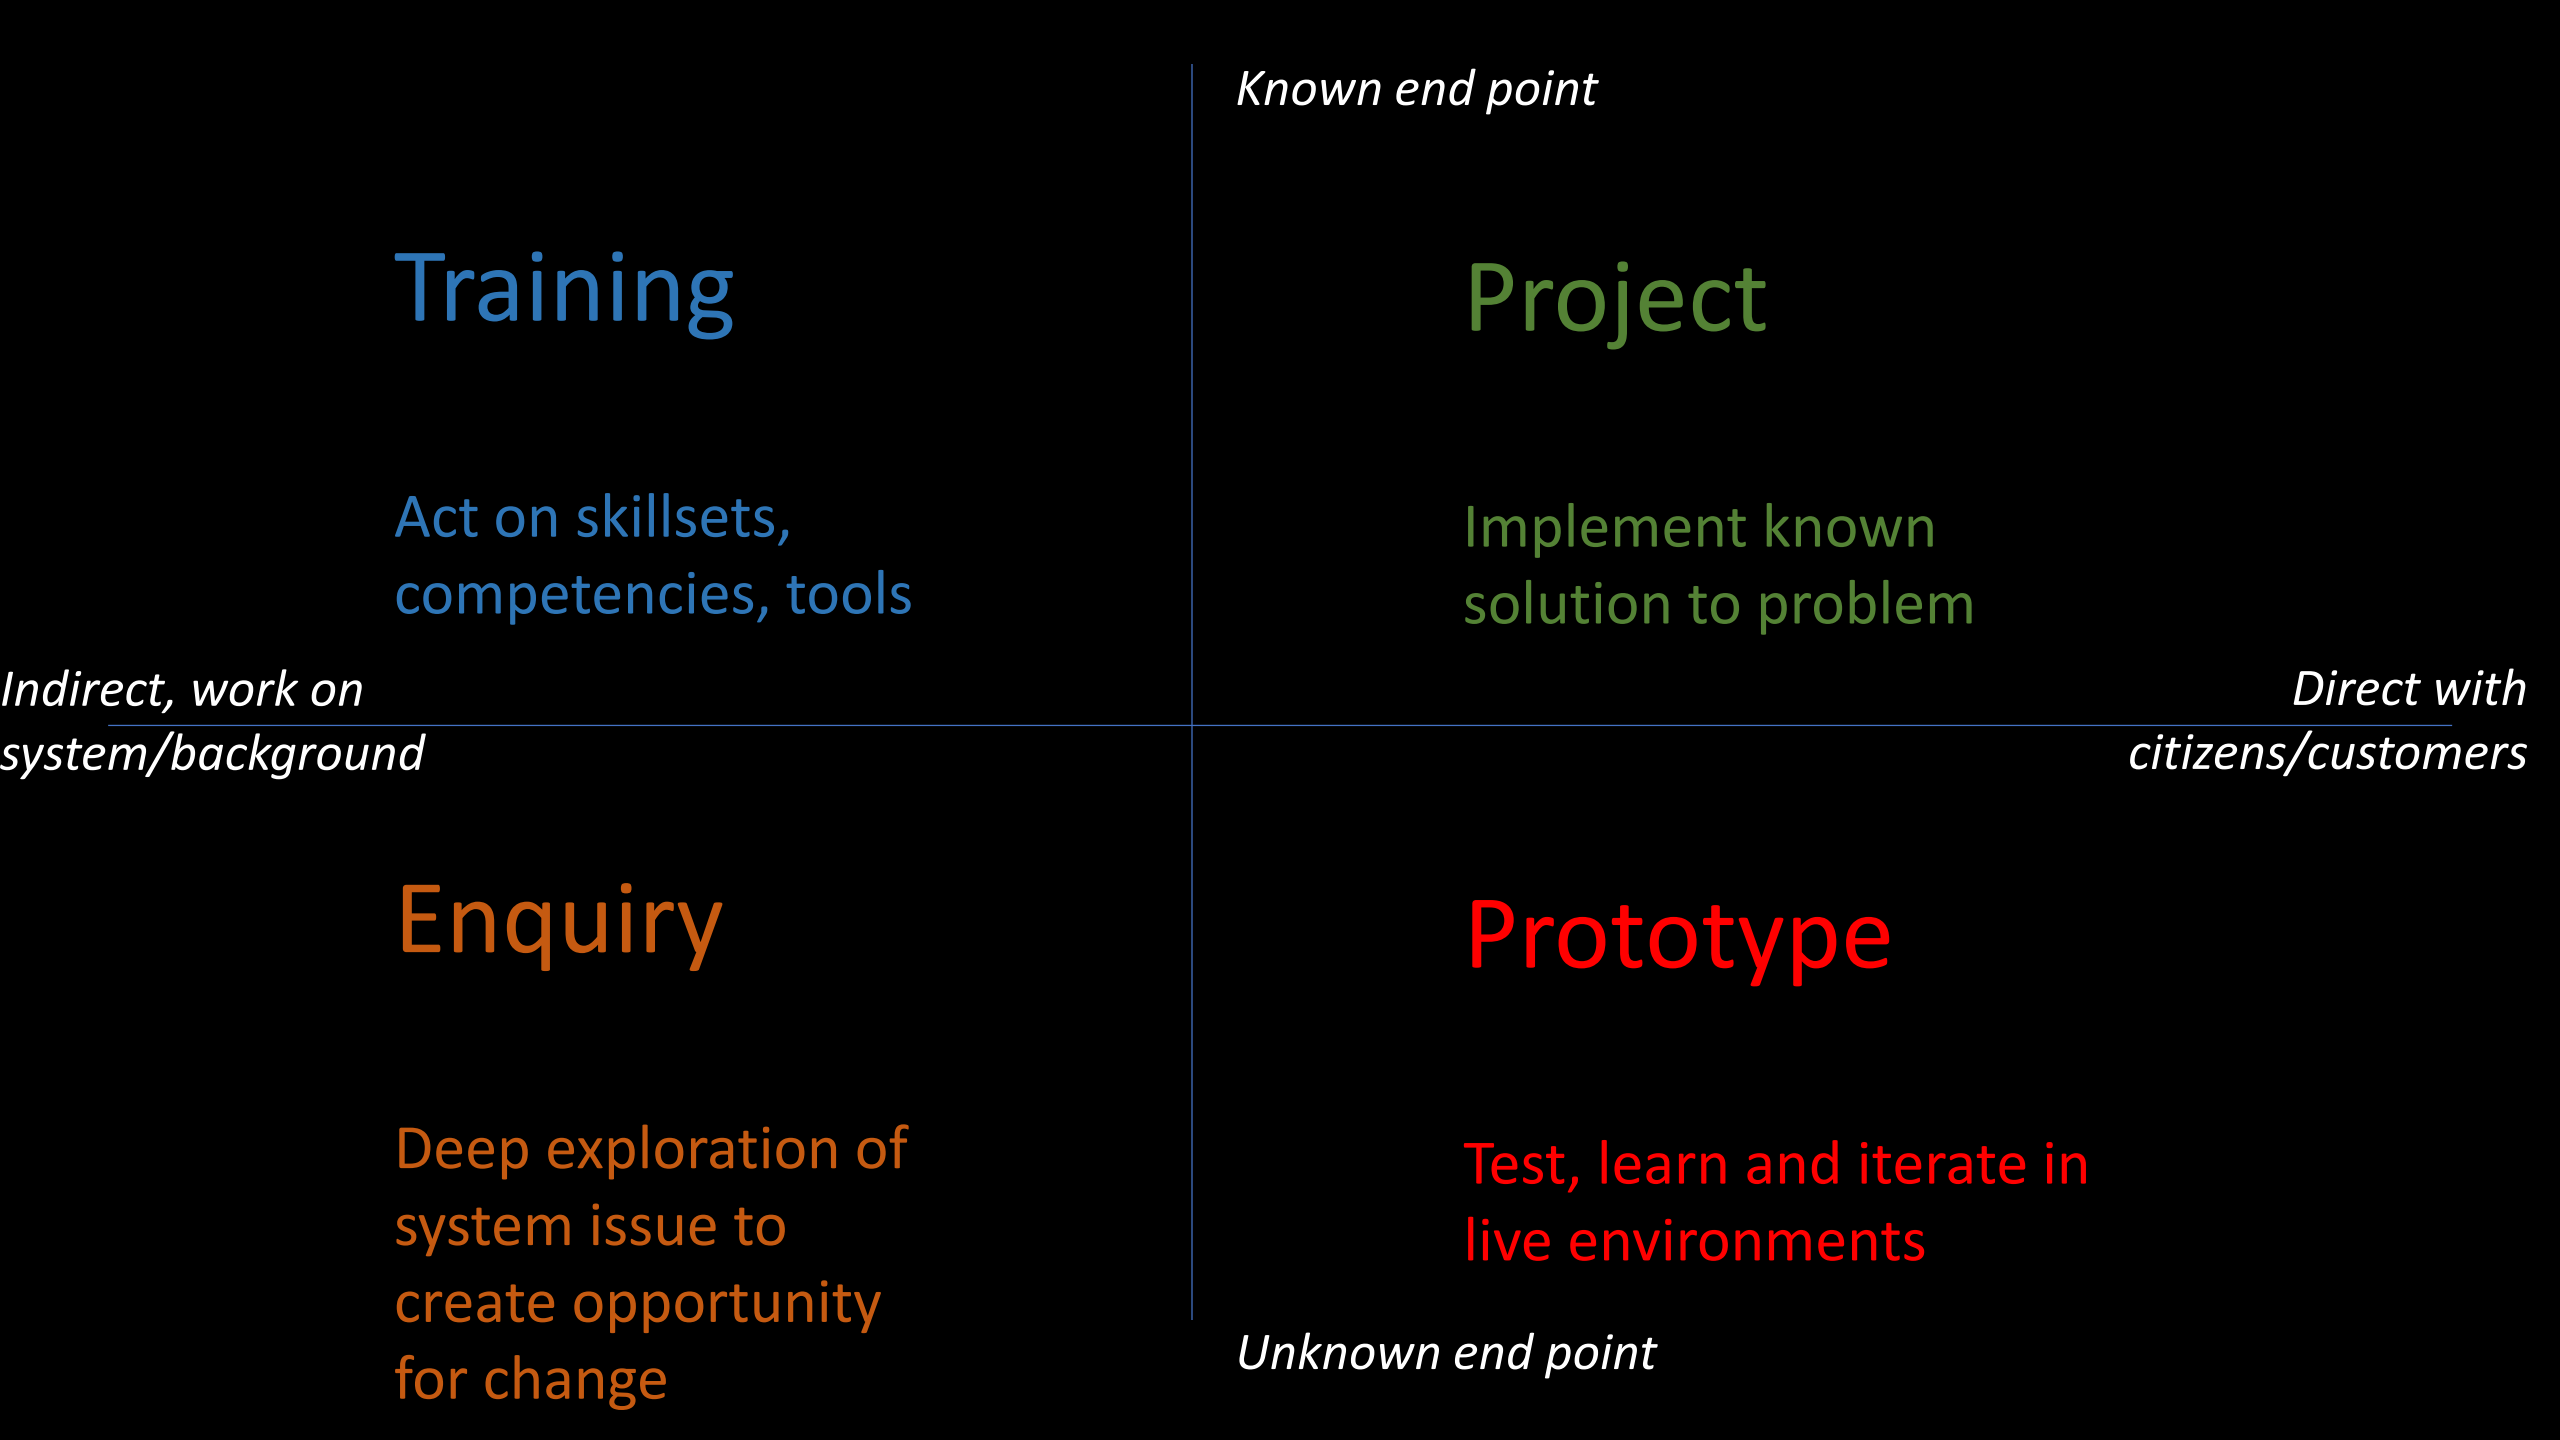 Known end point
Training
Project
Act on skillsets,
competencies, tools
Implement known
solution to problem
Indirect, work on
system/background
Direct with
citizens/customers
Enquiry
Prototype
Deep exploration of
system issue to
create opportunity
for change
Test, learn and iterate in
live environments
Unknown end point